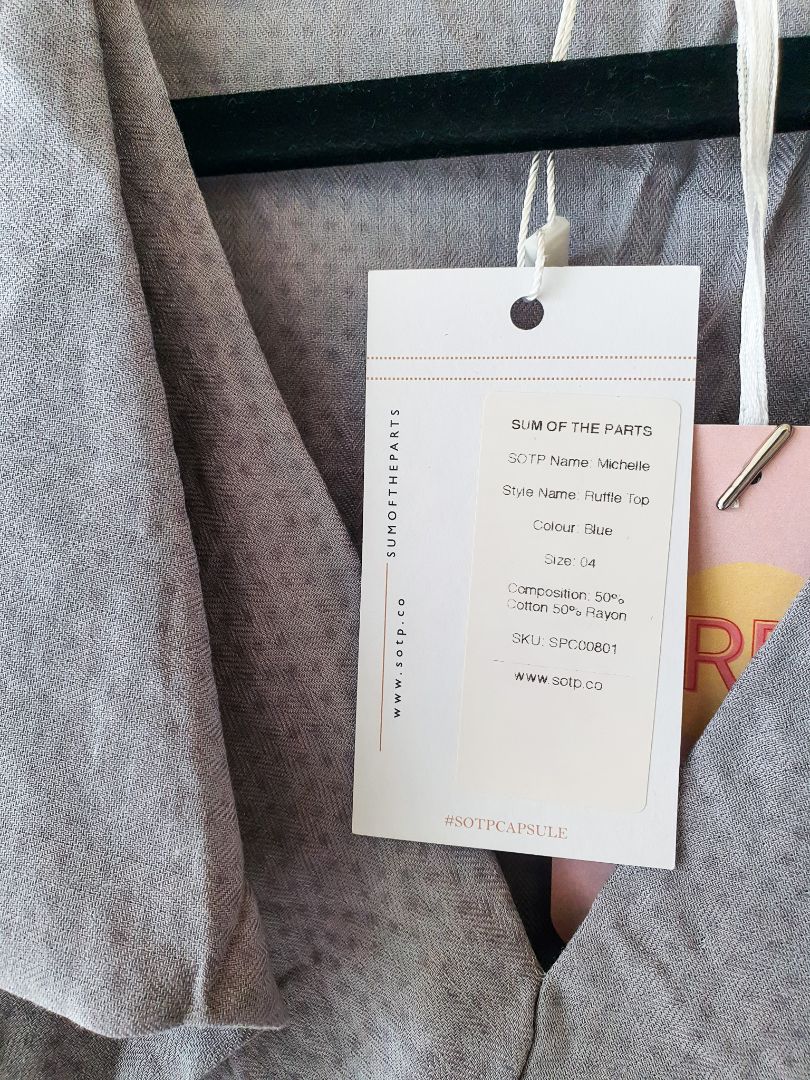 SUM OF THE PARTS
SOTP Name: Michelle
Style Name: Ruffle Top
Colour: Blue
Size: 04
Composition: 50%
Cotton 50% Rayon
SKU: SPC00801
www.sotp.co
SUMOFTHEPARTS
www.sotp.co
#SOTPCAPSULE